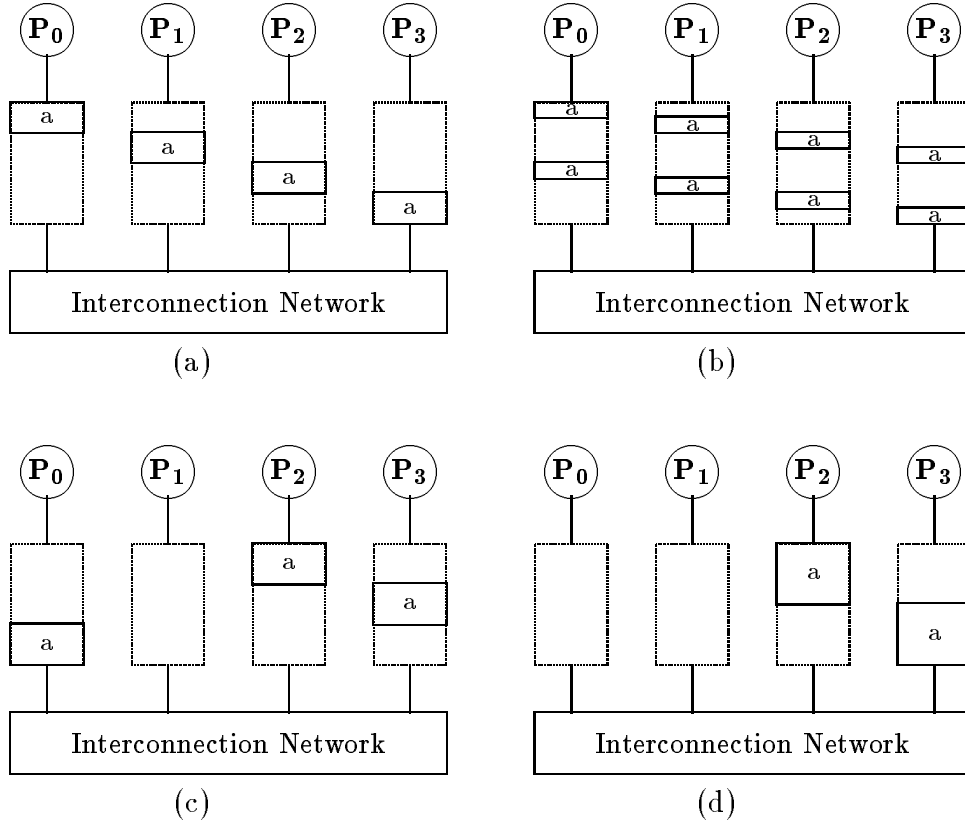 P0 P1 P2 P3 P0 P1 P2 P3
a a
a a
a a
a a
a a
a a
Interconnection Network Interconnection Network
(a) (b)
P0 P1 P2 P3 P0 P1 P2 P3
a a
a a
a
Interconnection Network Interconnection Network
(c) (d)